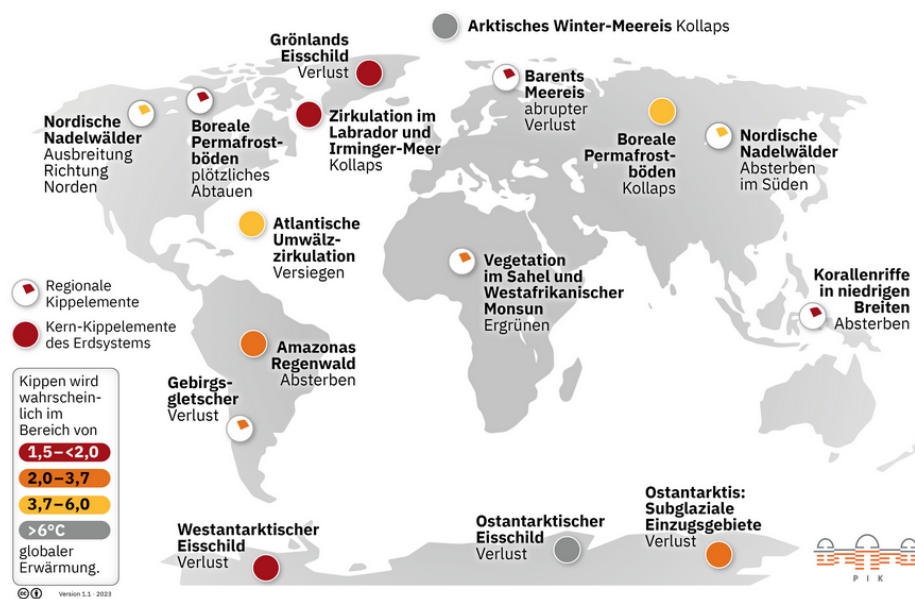 Arktisches Winter-Meereis Kollaps
Grönlands
Eisschild
Verlust
Barents
Meereis
abrupter
Verlust
Nordische
Nadelwälder
Ausbreitung
Richtung
Norden
Boreale
Permafrost-
böden
plötzliches
Abtauen
Zirkulation im
Labrador und
Irminger-Meer
Kollaps
Boreale
Permafrost-
böden
Kollaps
Nordische
Nadelwälder
Absterben
im Süden
Atlantische
Umwälz-
zirkulation
Versiegen
Vegetation
im Sahel und
Westafrikanischer
Monsun
Ergrünen
Korallenriffe
in niedrigen
Breiten
Absterben
Regionale
Kippelemente
Kern-Kippelemente
des Erdsystems
Amazonas
Regenwald
Absterben
Gebirgs-
gletscher
Verlust
Kippen wird
wahrschein-
lich im
Bereich von
1,5–<2,0
2,0–3,7
3,7–6,0
>6°C
globaler
Erwärmung.
Westantarktischer
Eisschild
Verlust
Ostantarktischer
Eisschild
Verlust
Ostantarktis:
Subglaziale
Einzugsgebiete
Verlust
PIK
cc Version 1.1 · 2023